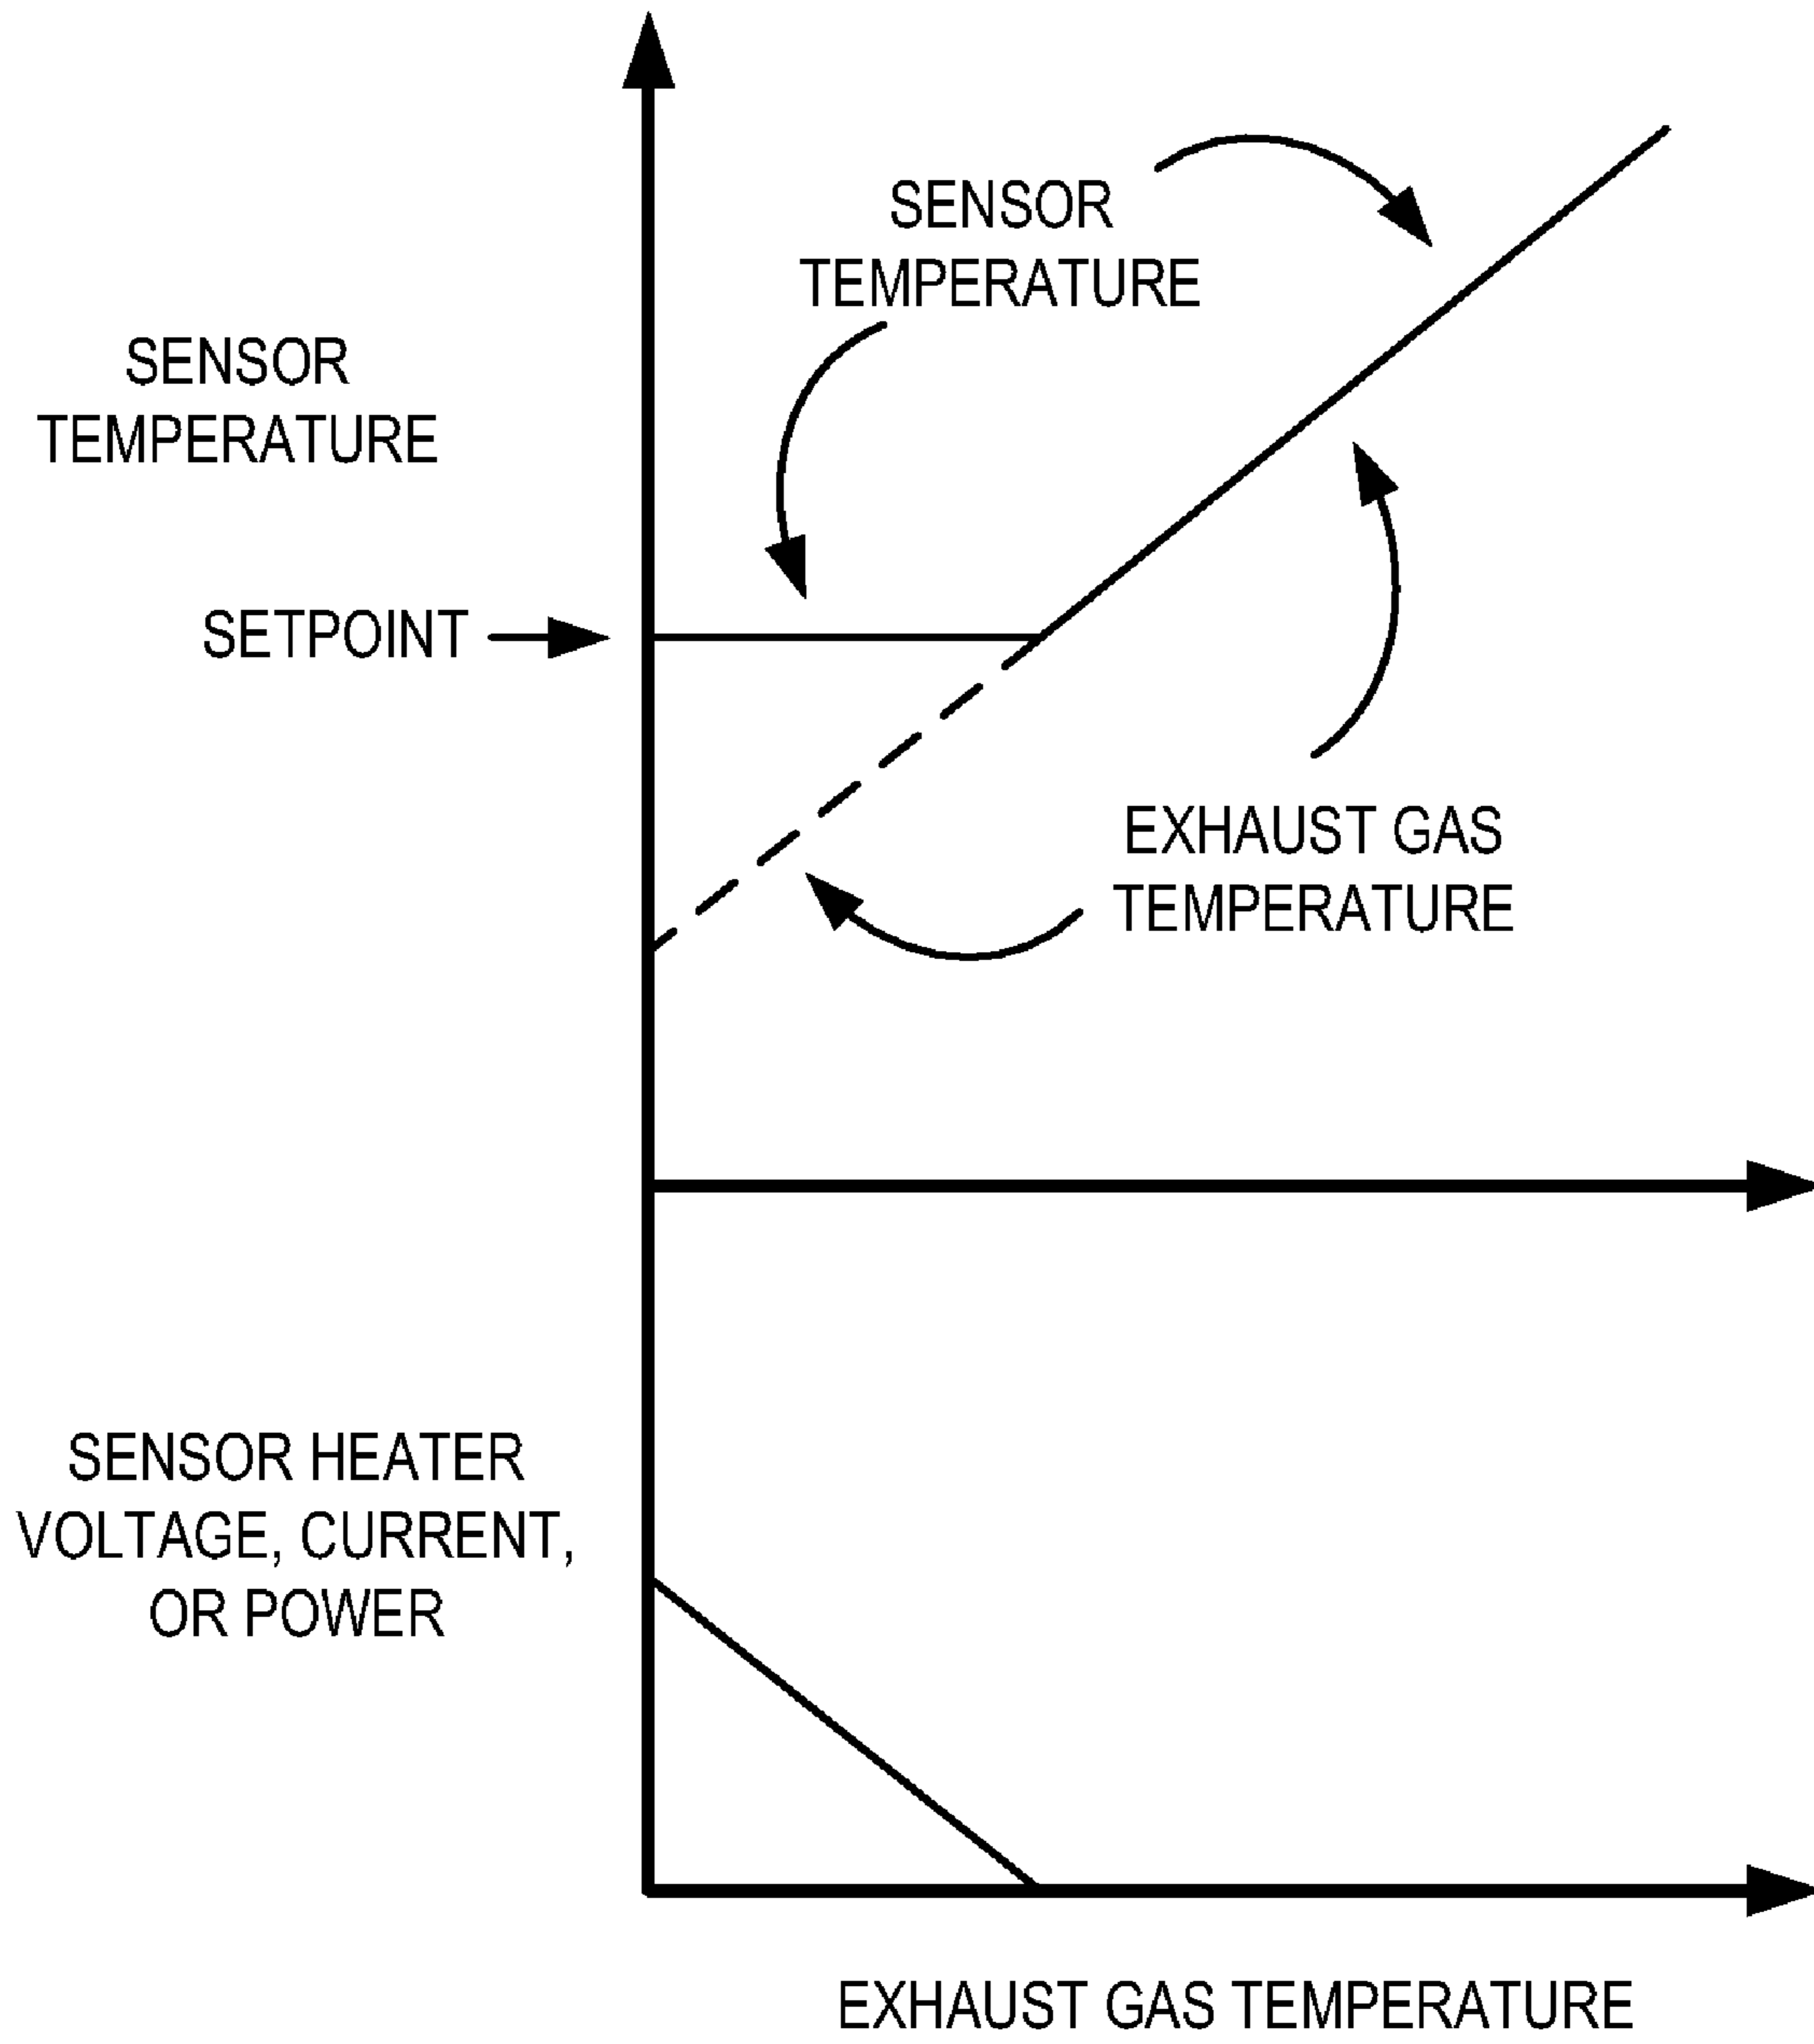 SENSOR
TEMPERATURE
SENSOR
TEMPERATURE
SETPOINT
EXHAUST GAS
TEMPERATURE
SENSOR HEATER
VOLTAGE, CURRENT,
OR POWER
EXHAUST GAS TEMPERATURE